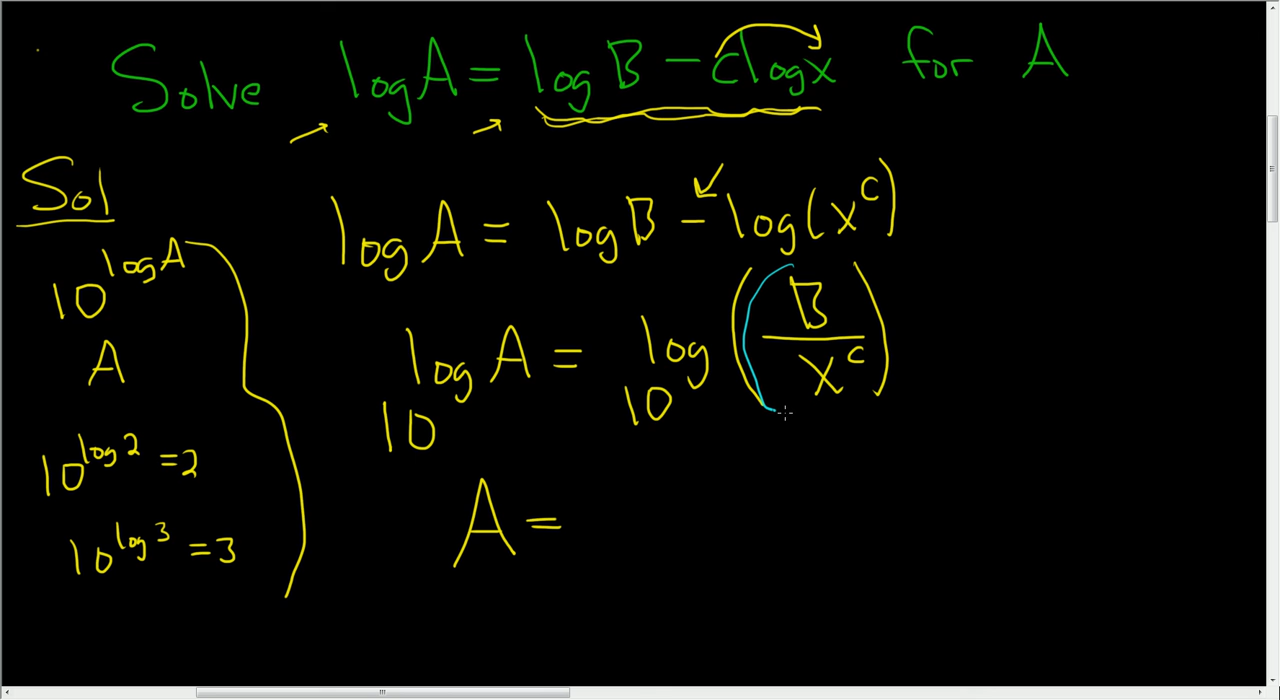 Solve log A = log B - c log x for A
Sol
log A = log B - log(x^c)
10^(log A)
A
log A = log(B/x^c)
10 10
10^(log 2) = 2
A =
10^(log 3) = 3